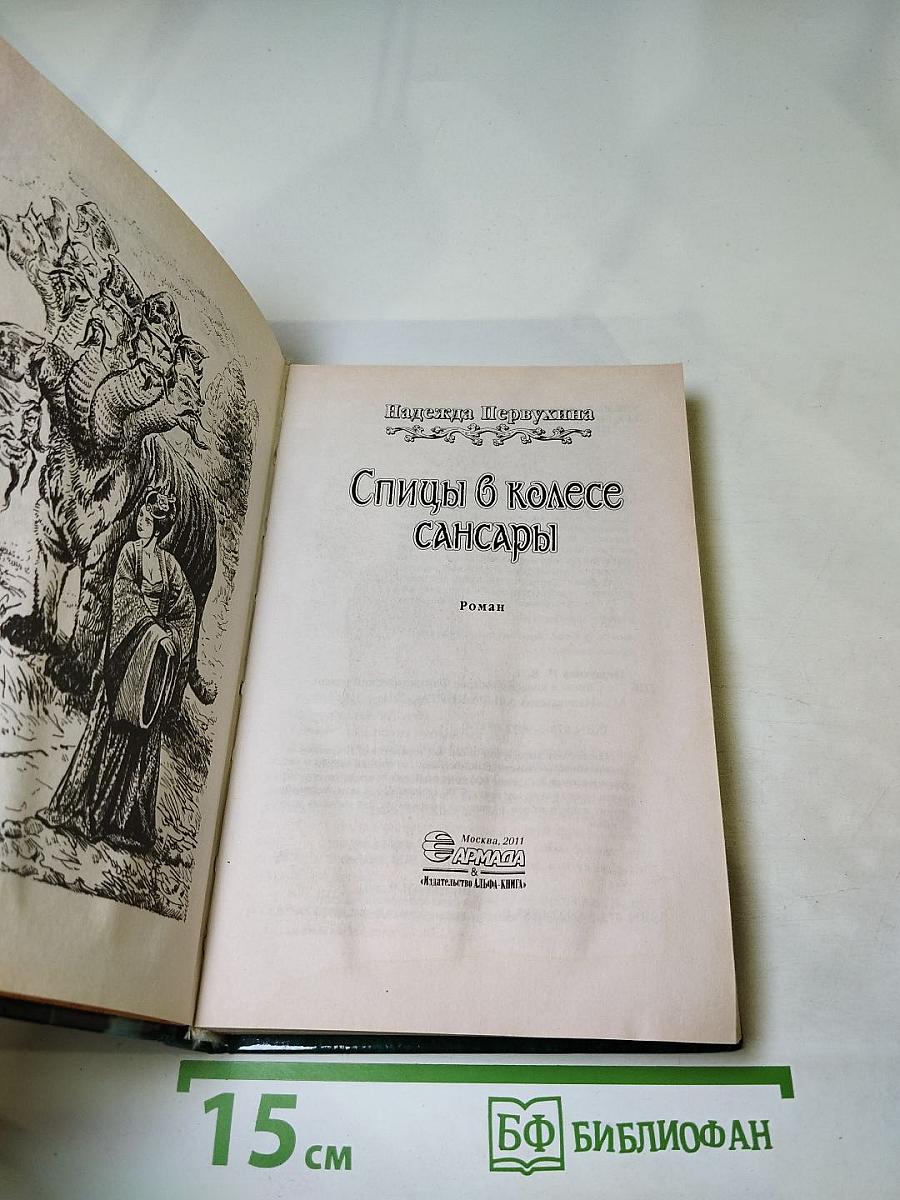 Надежда Первухина
Спицы в колесе
сансары
Роман
Москва, 2011
АРМАДА
&
«Издательство АЛЬФА-КНИГА»
15 см
БФ БИБЛИОФАН